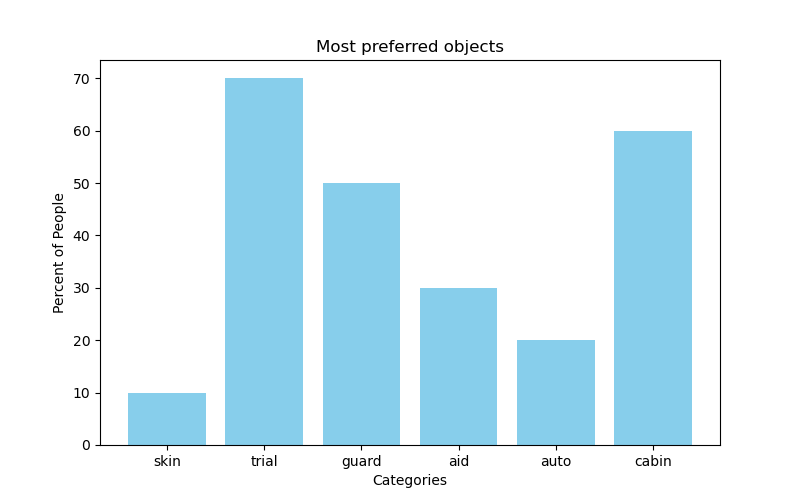 Most preferred objects
Percent of People
70
60
50
40
30
20
10
0
skin trial guard aid auto cabin
Categories